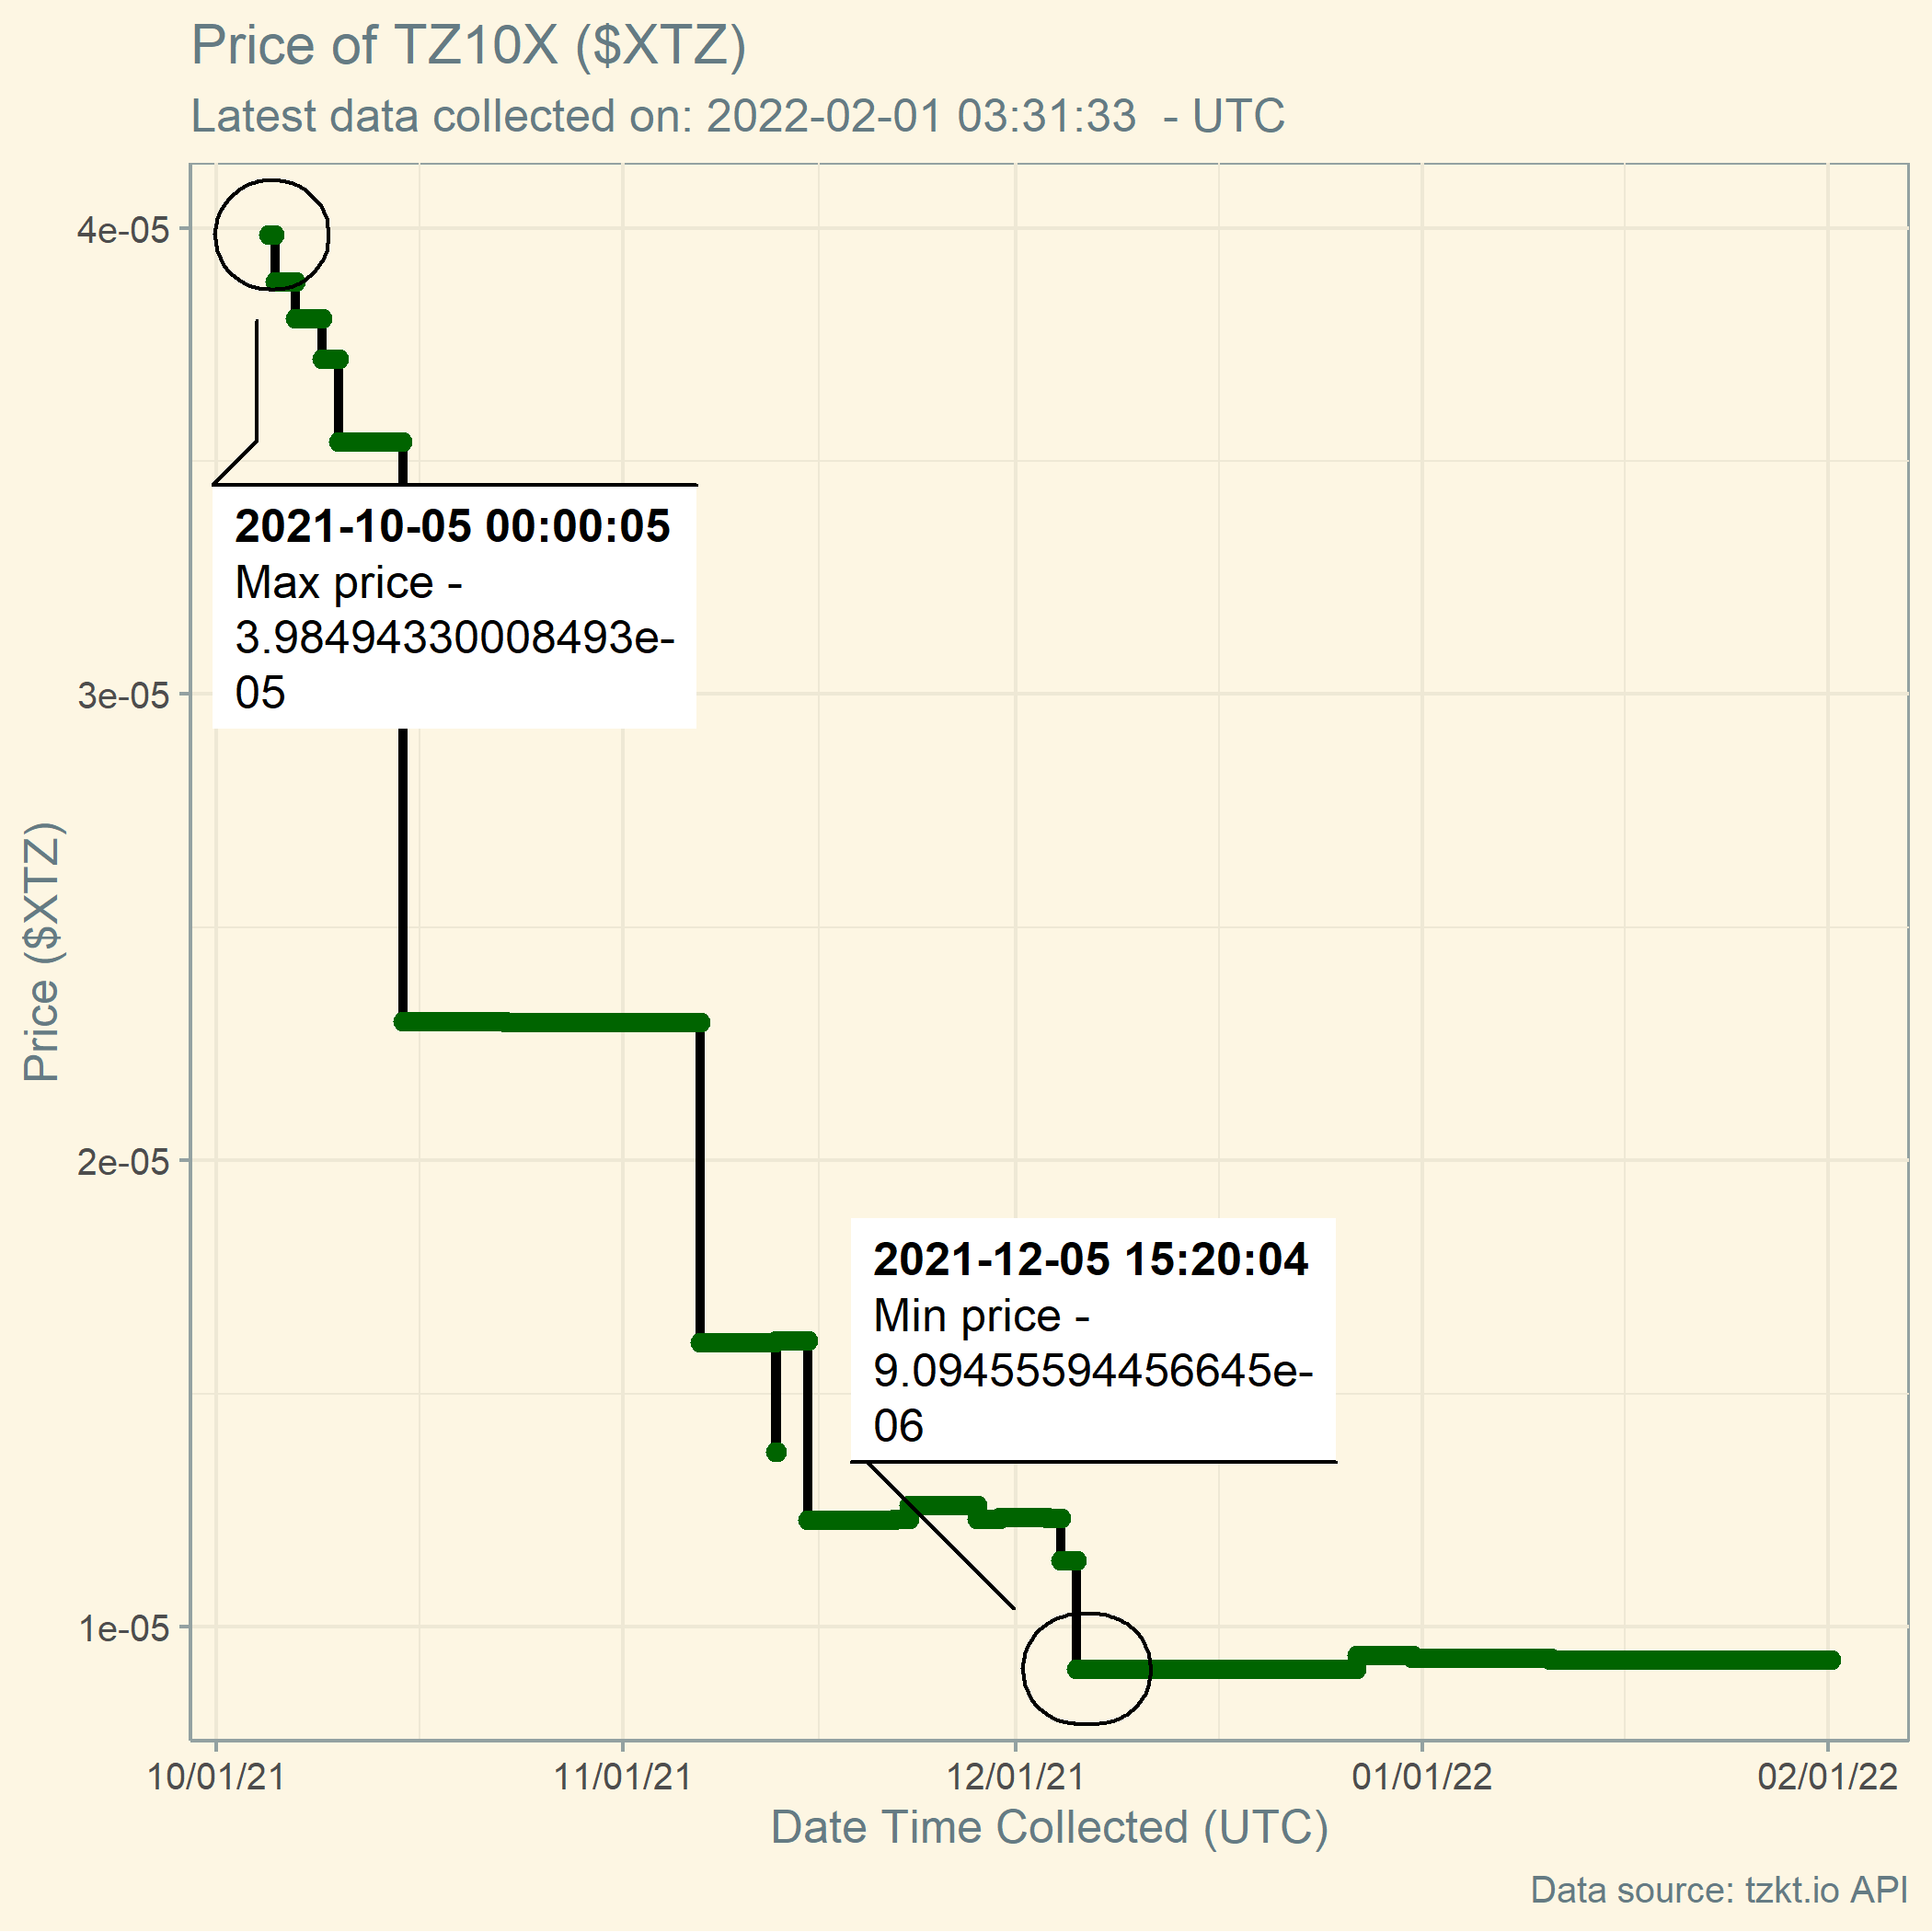 Price of TZ10X ($XTZ)
Latest data collected on: 2022-02-01 03:31:33  - UTC
4e-05
3e-05
2e-05
1e-05
Price ($XTZ)
2021-10-05 00:00:05
Max price -
3.98494330008493e-
05
2021-12-05 15:20:04
Min price -
9.09455594456645e-
06
10/01/21 11/01/21 12/01/21 01/01/22 02/01/22
Date Time Collected (UTC)
Data source: tzkt.io API